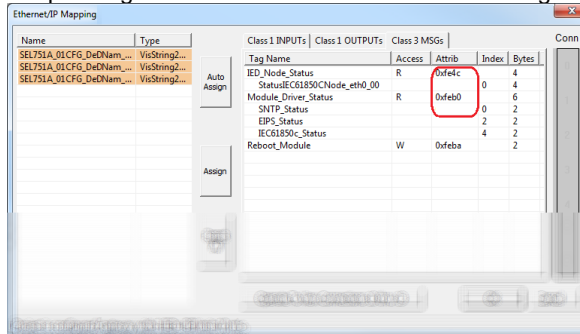 Ethernet/IP Mapping
Name Type
SEL751A_01CFG_DeDNam_... VisString2...
SEL751A_01CFG_DeDNam_... VisString2...
SEL751A_01CFG_DeDNam_... VisString2...
Auto
Assign
Assign
Class 1 INPUTs Class 1 OUTPUTs Class 3 MSGs
Tag Name Access Attrib Index Bytes
IED_Node_Status R 0xfe4c 4
StatusIEC61850CNode_eth0_00 0 4
Module_Driver_Status R 0xfeb0 6
SNTP_Status 0 2
EIPS_Status 2 2
IEC61850c_Status 4 2
Reboot_Module W 0xfeba 2
Conn